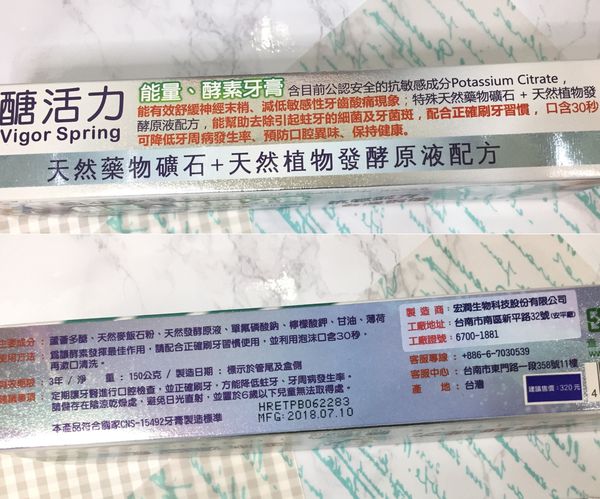 醣活力
Vigor Spring
能量、酵素牙膏 含目前公認安全的抗敏感成分Potassium Citrate，
能有效舒緩神經末梢、減低敏感性牙齒酸痛現象；特殊天然藥物礦石 + 天然植物發
酵原液配方，能幫助去除引起蛀牙的細菌及牙菌斑，配合正確刷牙習慣，口含30秒
可降低牙周病發生率、預防口腔異味、保持健康。
天然藥物礦石+天然植物發酵原液配方
主要成分：蘆薈多醣、天然麥飯石粉、天然發酵原液、單氟磷酸鈉、檸檬酸鉀、甘油、薄荷
使用方法：為讓酵素發揮最佳作用，請配合正確刷牙習慣使用，並利用泡沫口含30秒，
再漱口清洗。
3年／淨 重：150公克／製造日期：標示於管尾及盒側
定期讓牙醫進行口腔檢查，並正確刷牙，方能降低蛀牙、牙周病發生率。
請儲存在陰涼乾燥處、避免日光直射，並置於6歲以下兒童無法取得處。
HRETPB062283
MFG:2018.07.10
本產品符合國家CNS-15492牙膏製造標準
製造商：宏潤生物科技股份有限公司
工廠地址：台南市南區新平路32號(安平廠)
工廠證號：6700-1881
客服專線：+886-6-7030539
客服中心：台南市東門路一段358號11樓
產地：台灣
建議售價：320元
4